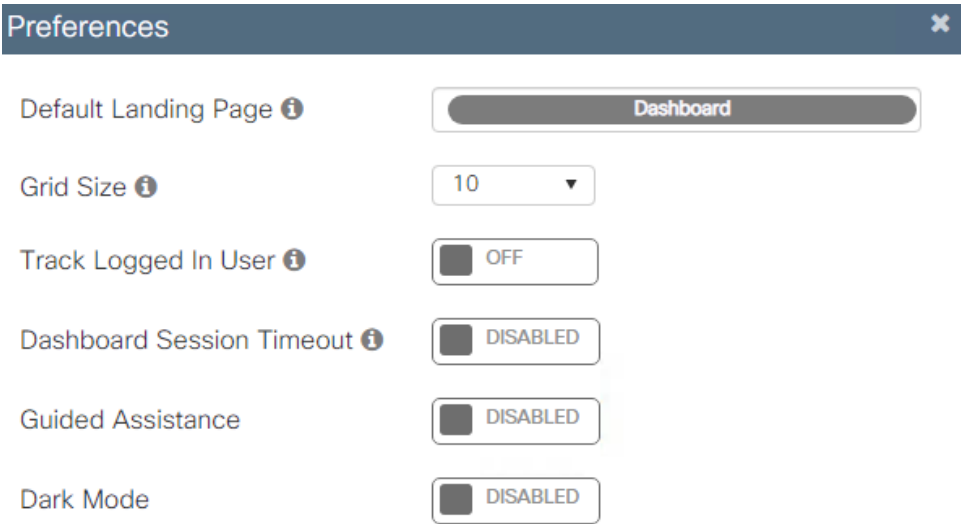 Preferences
Default Landing Page Dashboard
Grid Size 10
Track Logged In User OFF
Dashboard Session Timeout DISABLED
Guided Assistance DISABLED
Dark Mode DISABLED